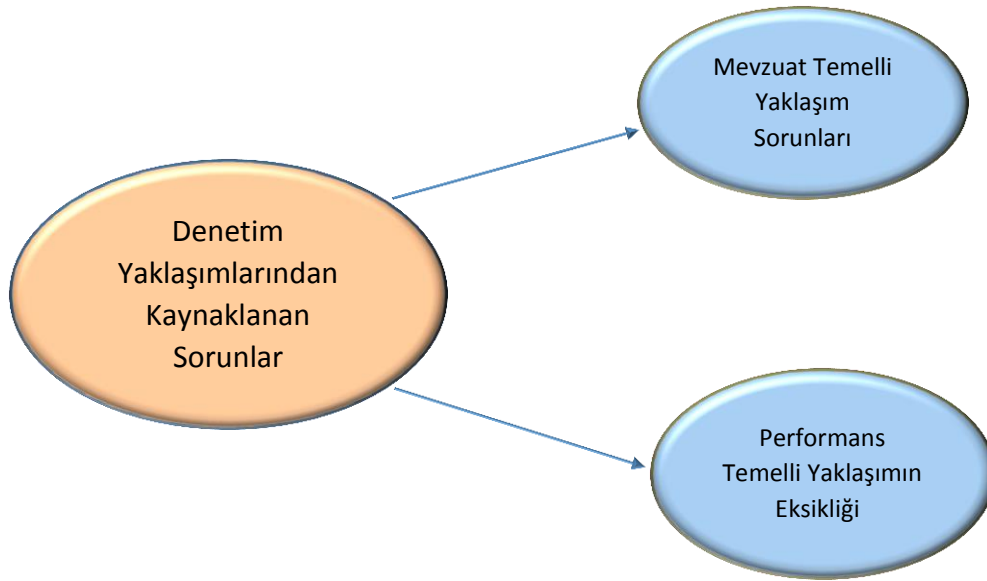 Mevzuat Temelli
Yaklaşım
Sorunları
Denetim
Yaklaşımlarından
Kaynaklanan
Sorunlar
Performans
Temelli Yaklaşımın
Eksikliği